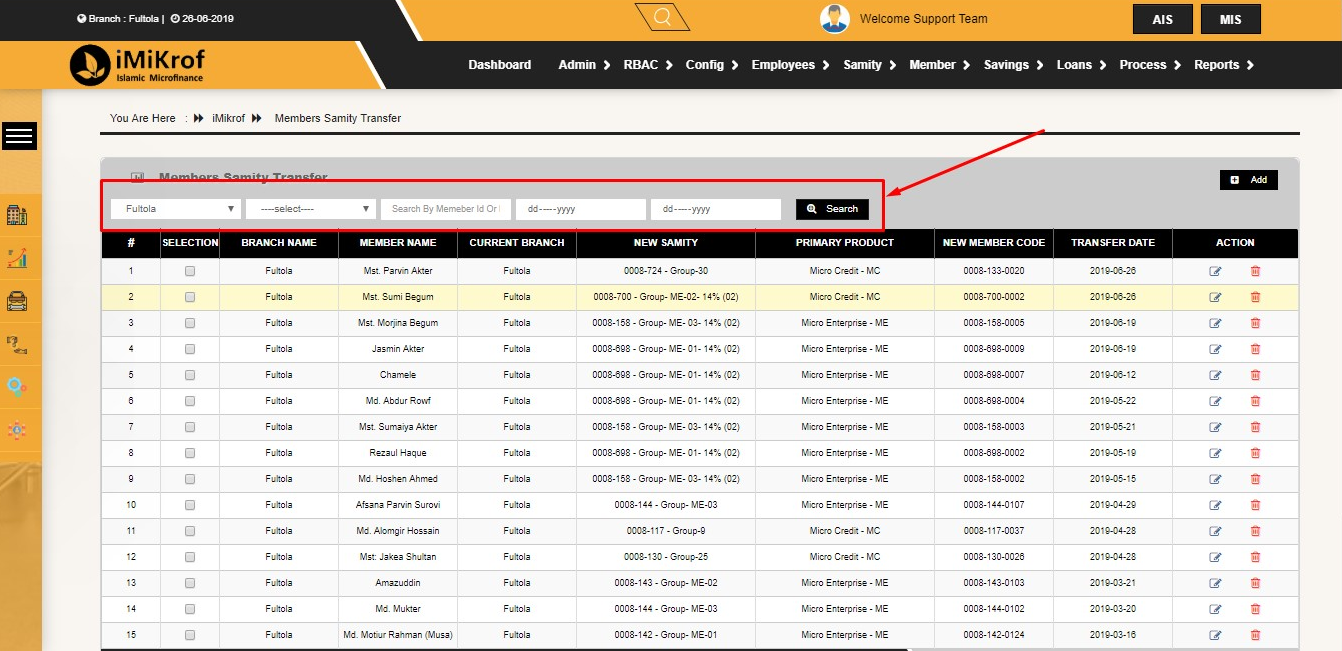 Branch : Fultola | 26-06-2019
Welcome Support Team
AIS MIS
iMiKrof
Islamic Microfinance
Dashboard Admin RBAC Config Employees Samity Member Savings Loans Process Reports
You Are Here : iMikrof Members Samity Transfer
Members Samity Transfer
Add
Fultola ----select---- Search By Memeber Id Or dd-----yyyy dd-----yyyy Search
# SELECTION BRANCH NAME MEMBER NAME CURRENT BRANCH NEW SAMITY PRIMARY PRODUCT NEW MEMBER CODE TRANSFER DATE ACTION
1 Fultola Mst. Parvin Akter Fultola 0008-724 - Group-30 Micro Credit - MC 0008-133-0020 2019-06-26
2 Fultola Mst. Sumi Begum Fultola 0008-700 - Group- ME-02- 14% (02) Micro Credit - MC 0008-700-0002 2019-06-26
3 Fultola Mst. Morjina Begum Fultola 0008-158 - Group- ME- 03- 14% (02) Micro Enterprise - ME 0008-158-0005 2019-06-19
4 Fultola Jasmin Akter Fultola 0008-698 - Group- ME- 01- 14% (02) Micro Enterprise - ME 0008-698-0009 2019-06-19
5 Fultola Chamele Fultola 0008-698 - Group- ME- 01- 14% (02) Micro Enterprise - ME 0008-698-0007 2019-06-12
6 Fultola Md. Abdur Rowf Fultola 0008-698 - Group- ME- 01- 14% (02) Micro Enterprise - ME 0008-698-0004 2019-05-22
7 Fultola Mst. Sumaiya Akter Fultola 0008-158 - Group- ME- 03- 14% (02) Micro Enterprise - ME 0008-158-0003 2019-05-21
8 Fultola Rezaul Haque Fultola 0008-698 - Group- ME- 01- 14% (02) Micro Enterprise - ME 0008-698-0002 2019-05-19
9 Fultola Md. Hoshen Ahmed Fultola 0008-158 - Group- ME- 03- 14% (02) Micro Enterprise - ME 0008-158-0002 2019-05-15
10 Fultola Afsana Parvin Surovi Fultola 0008-144 - Group- ME-03 Micro Enterprise - ME 0008-144-0107 2019-04-29
11 Fultola Md. Alomgir Hossain Fultola 0008-117 - Group-9 Micro Credit - MC 0008-117-0037 2019-04-28
12 Fultola Mst: Jakea Shultan Fultola 0008-130 - Group-25 Micro Credit - MC 0008-130-0026 2019-04-28
13 Fultola Amazuddin Fultola 0008-143 - Group- ME-02 Micro Enterprise - ME 0008-143-0103 2019-03-21
14 Fultola Md. Mukter Fultola 0008-144 - Group- ME-03 Micro Enterprise - ME 0008-144-0102 2019-03-20
15 Fultola Md. Motiur Rahman (Musa) Fultola 0008-142 - Group- ME-01 Micro Enterprise - ME 0008-142-0124 2019-03-16